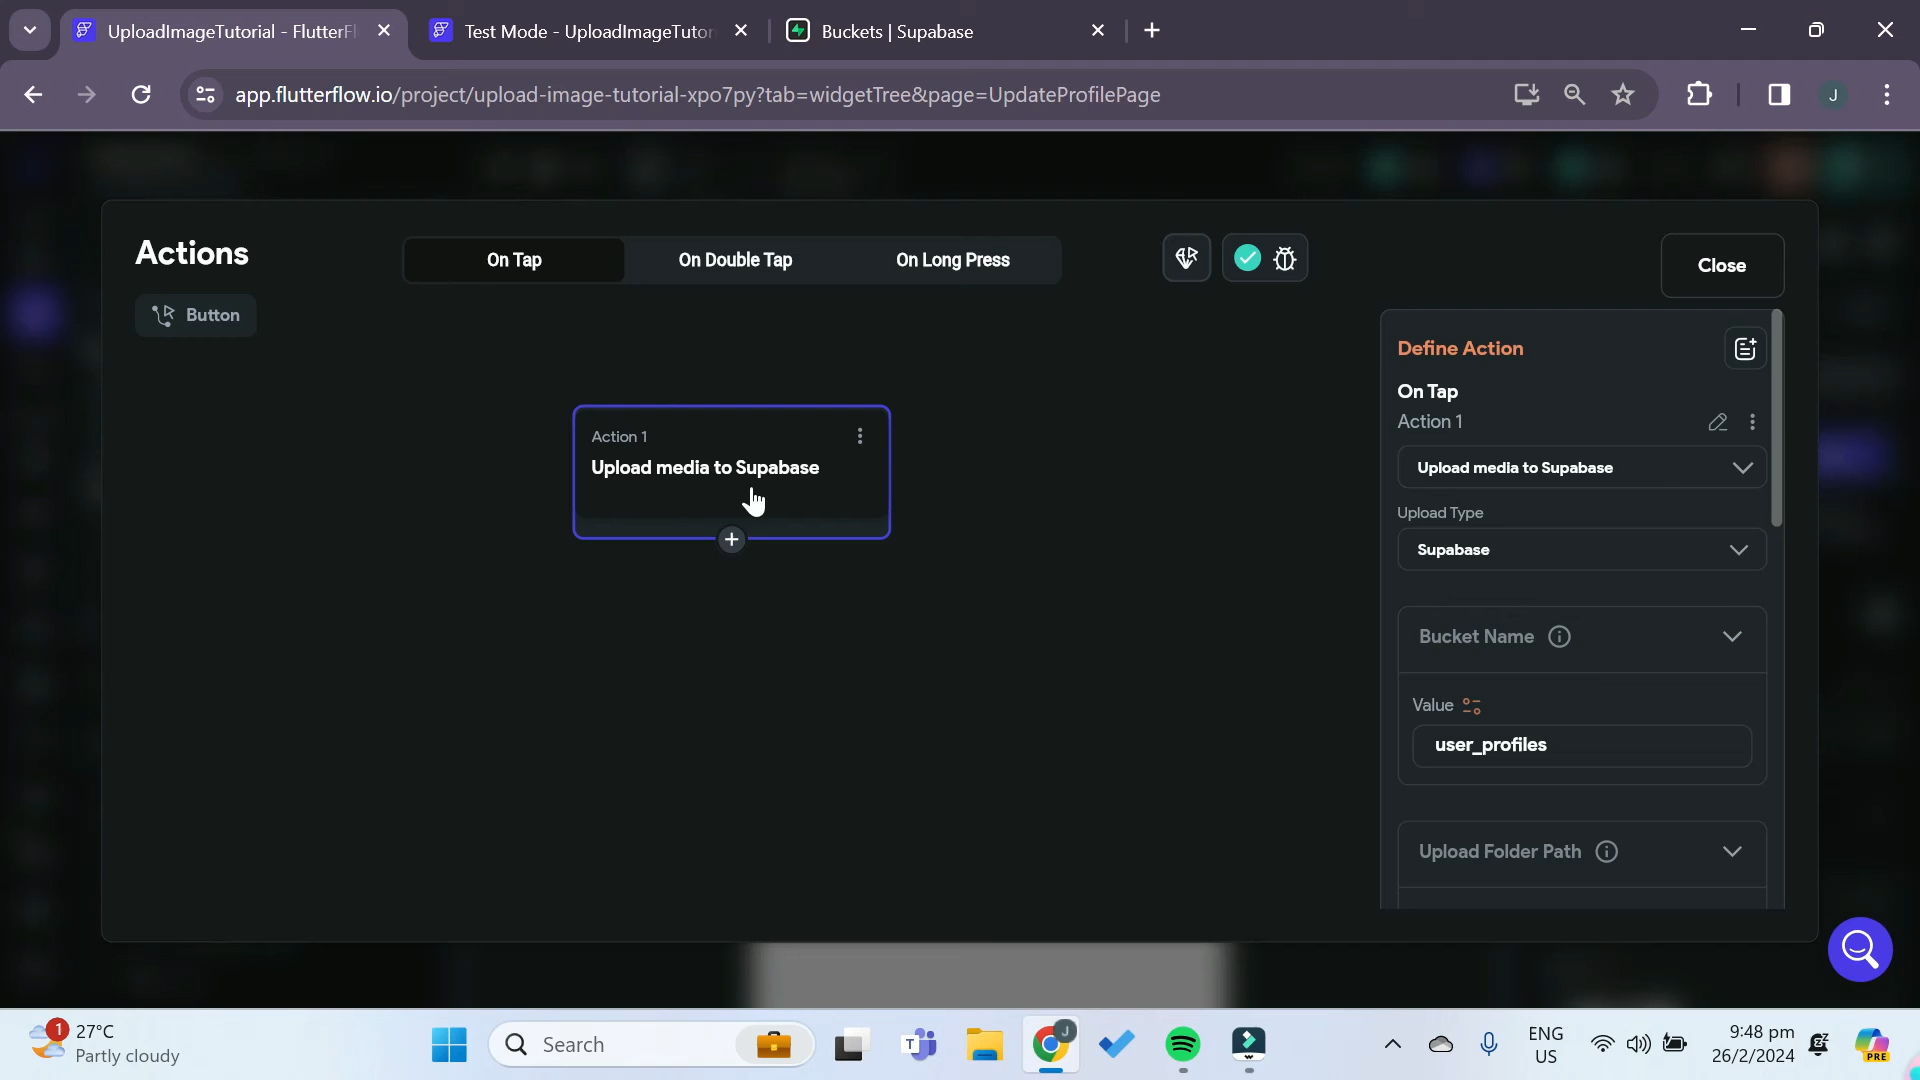 UploadImageTutorial - FlutterFl
Test Mode - UploadImageTutor
Buckets | Supabase
app.flutterflow.io/project/upload-image-tutorial-xpo7py?tab=widgetTree&page=UpdateProfilePage
J
Actions
On Tap
On Double Tap
On Long Press
Close
Button
Define Action
On Tap
Action 1
Action 1
Upload media to Supabase
Upload media to Supabase
Upload Type
Supabase
Bucket Name
Value
user_profiles
Upload Folder Path
1
27°C
Partly cloudy
Search
T
J
ENG
US
9:48 pm
26/2/2024
PRE